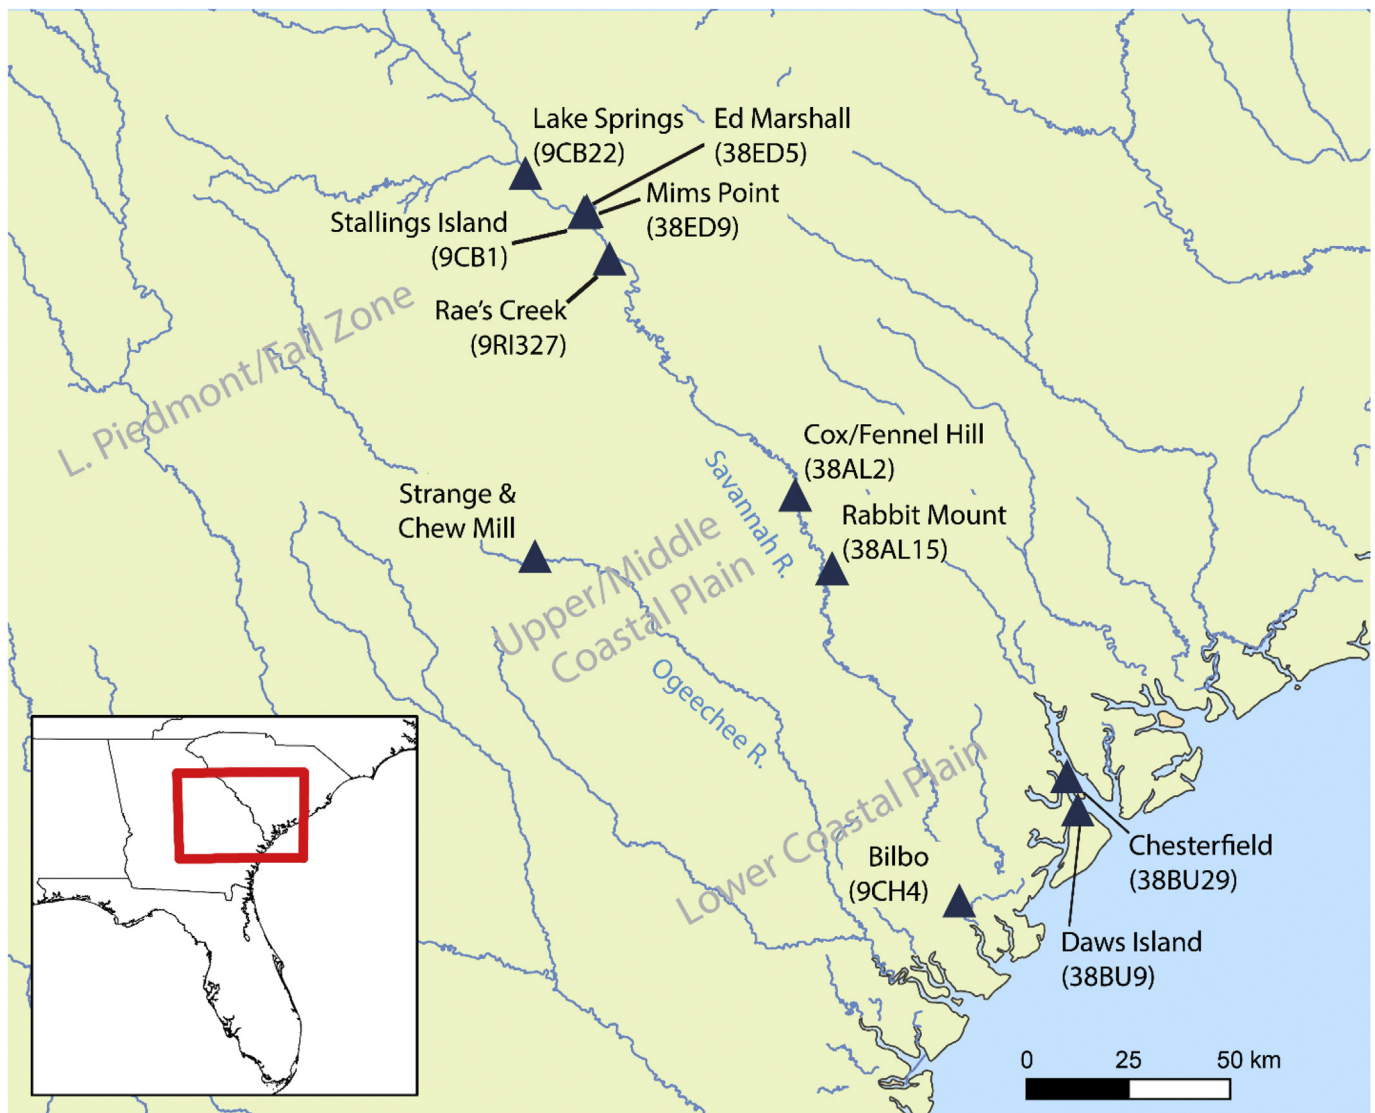 Lake Springs
(9CB22)
Ed Marshall
(38ED5)
Mims Point
(38ED9)
Stallings Island
(9CB1)
Rae's Creek
(9RI327)
L. Piedmont/Fall Zone
Cox/Fennel Hill
(38AL2)
Savannah R.
Strange &
Chew Mill
Rabbit Mount
(38AL15)
Upper/Middle
Coastal Plain
Ogeechee R.
Lower Coastal Plain
Bilbo
(9CH4)
Chesterfield
(38BU29)
Daws Island
(38BU9)
0 25 50 km